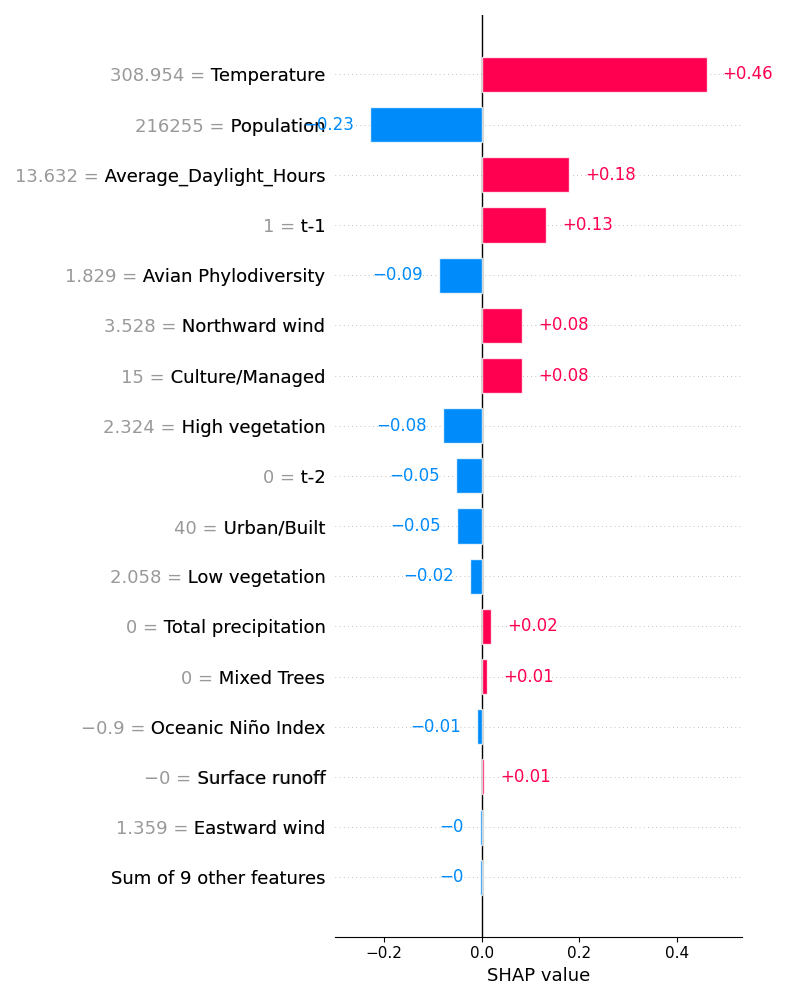 308.954 = Temperature +0.46
216255 = Population −0.23
13.632 = Average_Daylight_Hours +0.18
1 = t-1 +0.13
1.829 = Avian Phylodiversity −0.09
3.528 = Northward wind +0.08
15 = Culture/Managed +0.08
2.324 = High vegetation −0.08
0 = t-2 −0.05
40 = Urban/Built −0.05
2.058 = Low vegetation −0.02
0 = Total precipitation +0.02
0 = Mixed Trees +0.01
−0.9 = Oceanic Niño Index −0.01
−0 = Surface runoff +0.01
1.359 = Eastward wind −0
Sum of 9 other features −0
−0.2 0.0 0.2 0.4
SHAP value